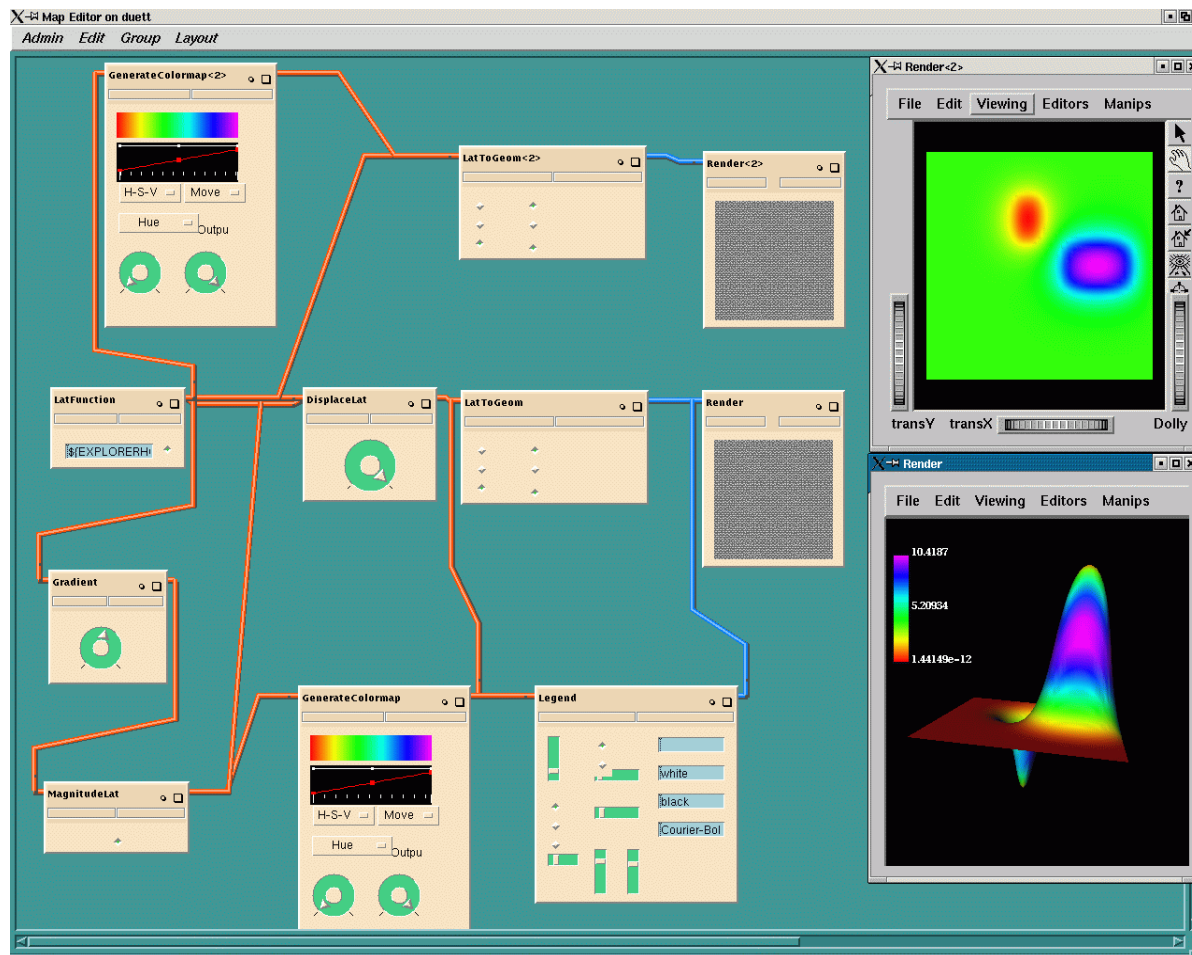 Map Editor on duett
Admin Edit Group Layout
GenerateColormap<2>
H-S-V Move
Hue
Outpu
LatToGeom<2>
Render<2>
Render<2>
File Edit Viewing Editors Manips
?
transY transX Dolly
LatFunction
${EXPLORERH
DisplaceLat
LatToGeom
Render
Render
File Edit Viewing Editors Manips
10.4187
5.20934
1.44149e-12
Gradient
MagnitudeLat
GenerateColormap
H-S-V Move
Hue
Outpu
Legend
white
black
Courier-Bol